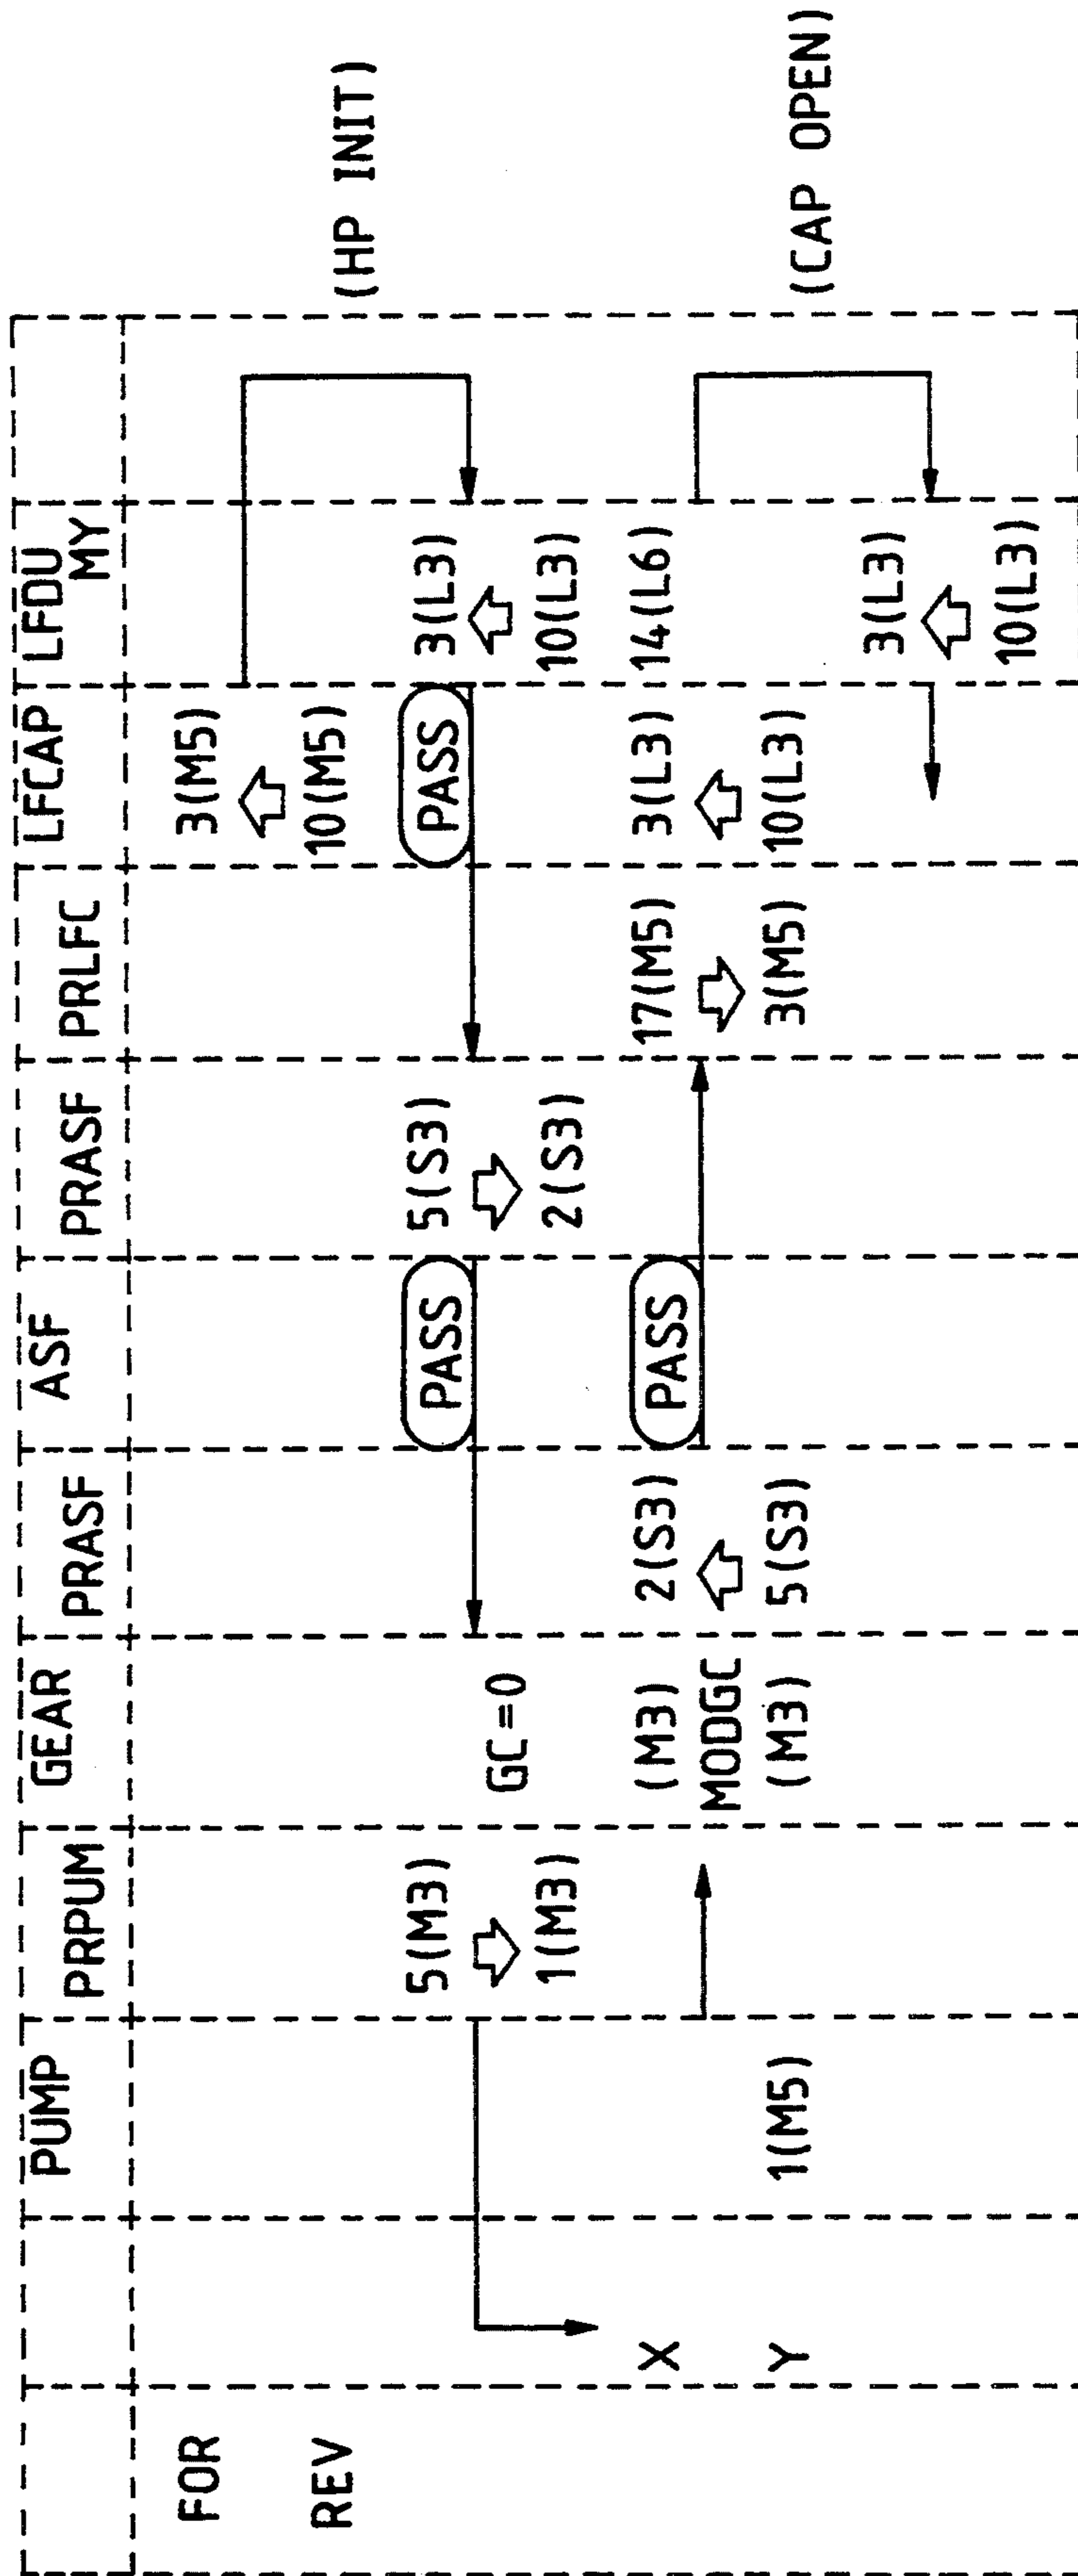 PUMP
PRPUM
GEAR
PRASF
ASF
PRASF
PRLFC
LFCAP
LFDU
MY
FOR
3(M5)
REV
10(M5)
(HP INIT)
5(M3)
PASS
5(S3)
PASS
3(L3)
1(M3)
GC=0
2(S3)
10(L3)
X
(M3)
2(S3)
PASS
17(M5)
3(L3)
14(L6)
MODGC
Y
1(M5)
(M3)
5(S3)
3(M5)
10(L3)
(CAP OPEN)
3(L3)
10(L3)